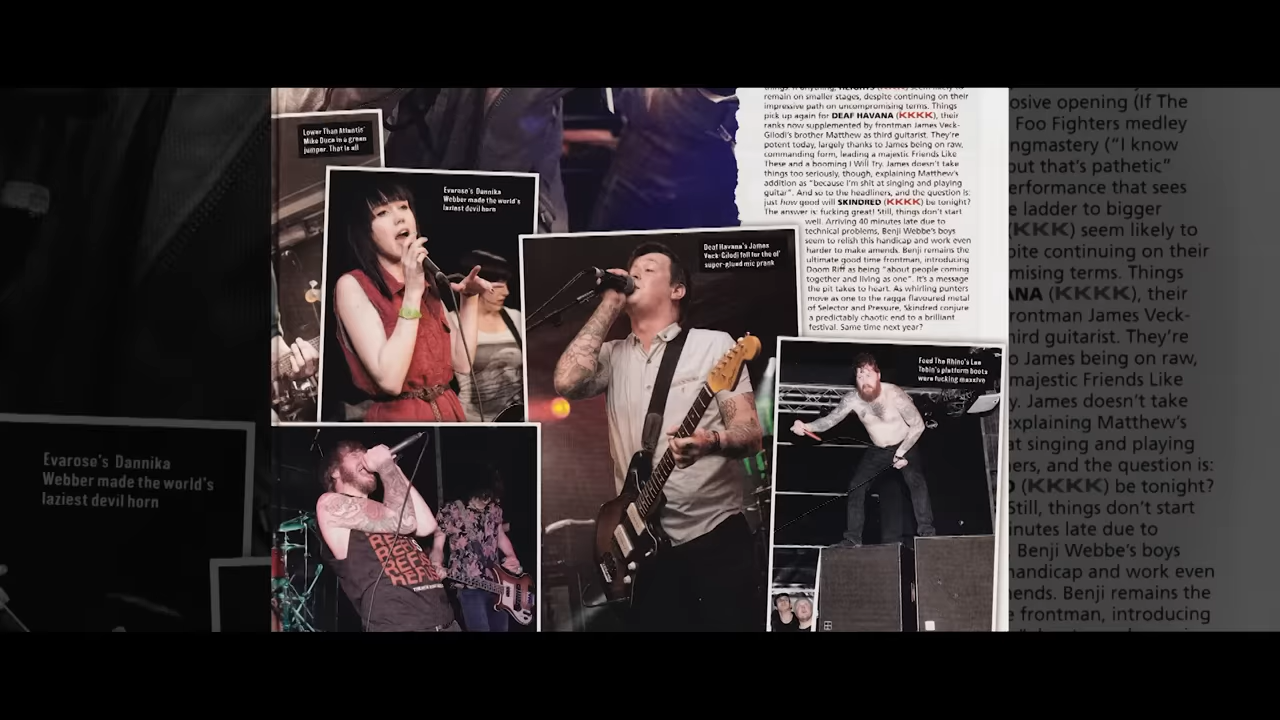 Lower Than Atlantis'
Mike Duce in a green
jumper. That is all
Evarose's Dannika
Webber made the world's
laziest devil horn
Deaf Havana's James
Veck-Gilodi fell for the ol'
super-glued mic prank
Feed The Rhino's Lee
Tobin's platform boots
were fucking massive
remain on smaller stages, despite continuing on their
impressive path on uncompromising terms. Things
pick up again for DEAF HAVANA (KKKK), their
ranks now supplemented by frontman James Veck-
Gilodi's brother Matthew as third guitarist. They're
potent today, largely thanks to James being on raw,
commanding form, leading a majestic Friends Like
These and a booming I Will Try. James doesn't take
things too seriously, though, explaining Matthew's
addition as "because I'm shit at singing and playing
guitar". And so to the headliners, and the question is:
just how good will SKINDRED (KKKK) be tonight?
The answer is: fucking great! Still, things don't start
well. Arriving 40 minutes late due to
technical problems, Benji Webbe's boys
seem to relish this handicap and work even
harder to make amends. Benji remains the
ultimate good time frontman, introducing
Doom Riff as being "about people coming
together and living as one". It's a message
the pit takes to heart. As whirling punters
move as one to the ragga flavoured metal
of Selector and Pressure, Skindred conjure
a predictably chaotic end to a brilliant
festival. Same time next year?
Evarose's Dannika
Webber made the world's
laziest devil horn
osive opening (If The
Foo Fighters medley
ngmastery ("I know
out that's pathetic"
erformance that sees
e ladder to bigger
(KKKK) seem likely to
pite continuing on their
mising terms. Things
ANA (KKKK), their
rontman James Veck-
hird guitarist. They're
o James being on raw,
majestic Friends Like
y. James doesn't take
explaining Matthew's
at singing and playing
ers, and the question is:
D (KKKK) be tonight?
Still, things don't start
inutes late due to
Benji Webbe's boys
handicap and work even
ends. Benji remains the
e frontman, introducing